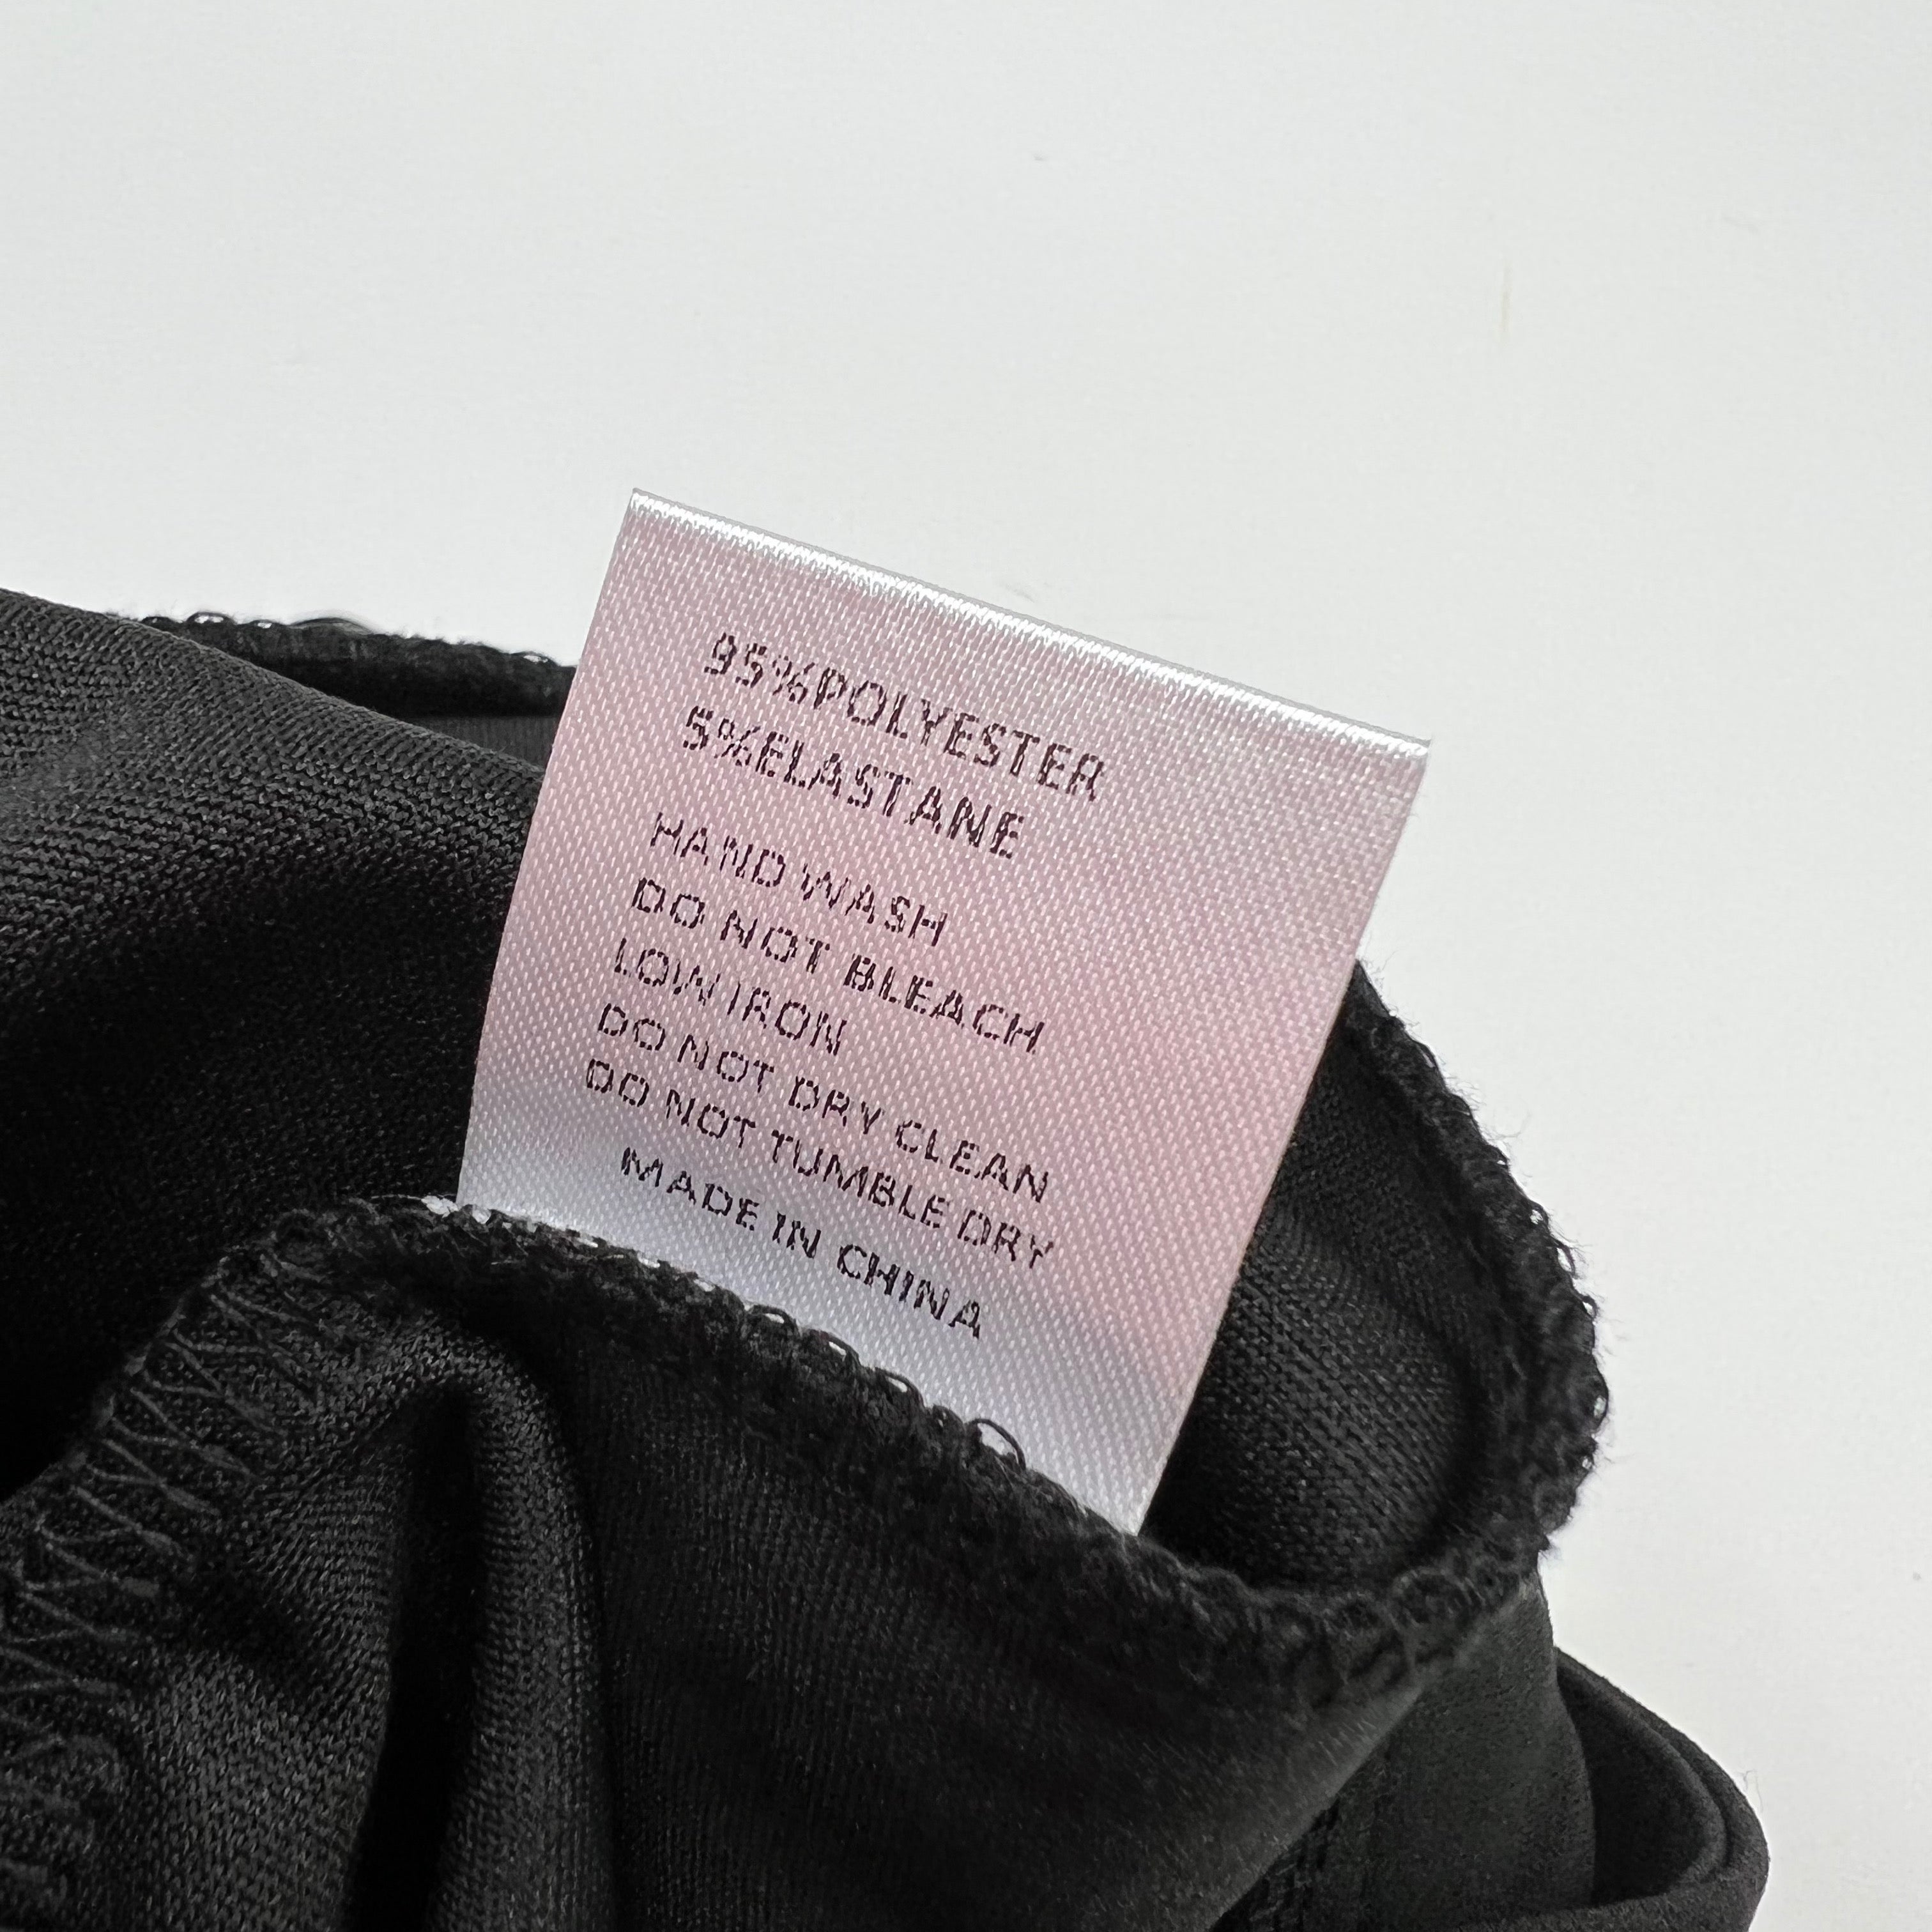 95%POLYESTER
5%ELASTANE
HAND WASH
DO NOT BLEACH
LOW IRON
DO NOT DRY CLEAN
DO NOT TUMBLE DRY
MADE IN CHINA